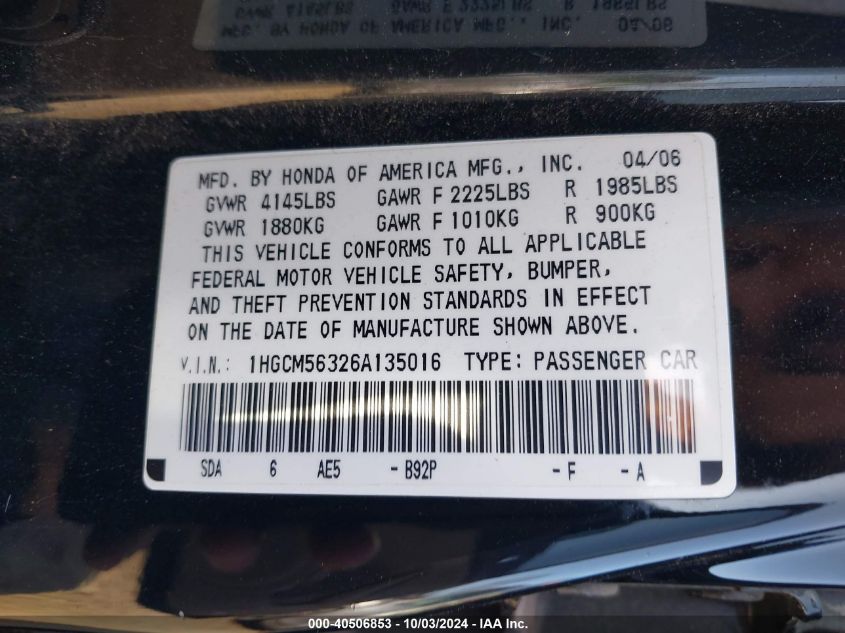 MFD. BY HONDA OF AMERICA MFG., INC. 04/06
GVWR 4145LBS GAWR F 2225LBS R 1985LBS
GVWR 1880KG GAWR F 1010KG R 900KG
THIS VEHICLE CONFORMS TO ALL APPLICABLE
FEDERAL MOTOR VEHICLE SAFETY, BUMPER,
AND THEFT PREVENTION STANDARDS IN EFFECT
ON THE DATE OF MANUFACTURE SHOWN ABOVE.
V.I.N.: 1HGCM56326A135016 TYPE: PASSENGER CAR
SDA 6 AE5 -B92P -F -A
000-40506853 - 10/03/2024 - IAA Inc.